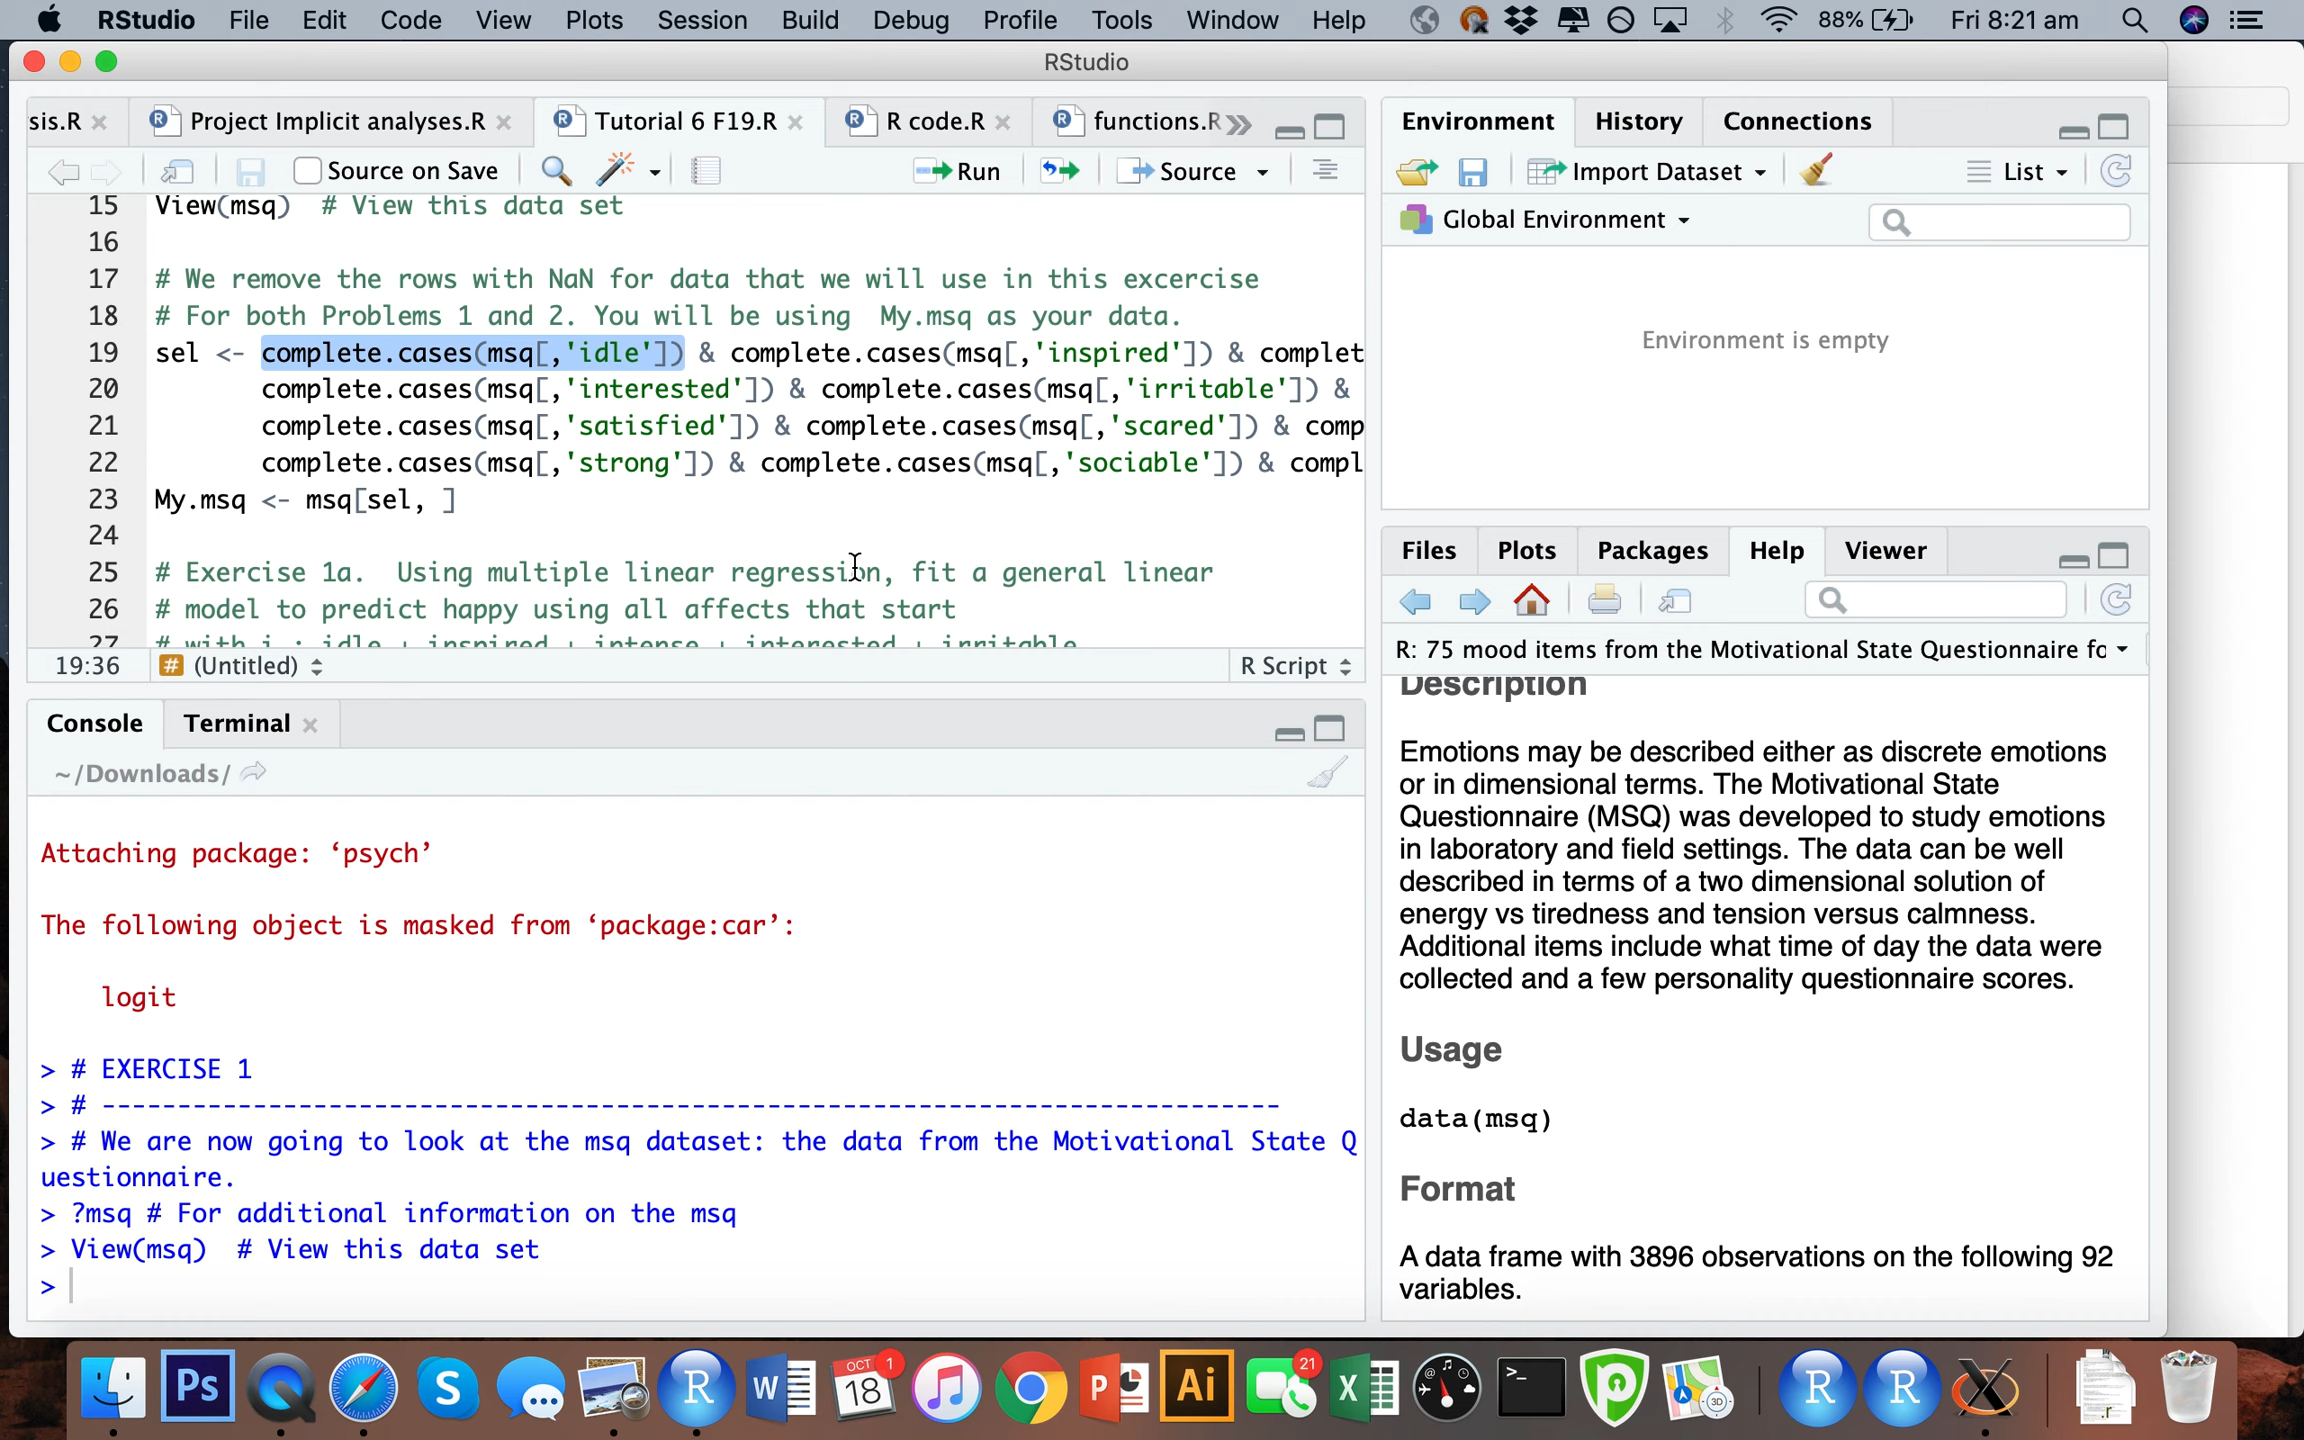 RStudio File Edit Code View Plots Session Build Debug Profile Tools Window Help 88% Fri 8:21 am
RStudio
sis.R Project Implicit analyses.R Tutorial 6 F19.R R code.R functions.R
Source on Save Run Source
15 View(msq) # View this data set
16
17 # We remove the rows with NaN for data that we will use in this excercise
18 # For both Problems 1 and 2. You will be using My.msq as your data.
19 sel <- complete.cases(msq[,'idle']) & complete.cases(msq[,'inspired']) & complet
20 complete.cases(msq[,'interested']) & complete.cases(msq[,'irritable']) &
21 complete.cases(msq[,'satisfied']) & complete.cases(msq[,'scared']) & comp
22 complete.cases(msq[,'strong']) & complete.cases(msq[,'sociable']) & compl
23 My.msq <- msq[sel, ]
24
25 # Exercise 1a. Using multiple linear regression, fit a general linear
26 # model to predict happy using all affects that start
27 # with i : idle + inspired + intense + interested + irritable
19:36 # (Untitled) R Script
Console Terminal
~/Downloads/
Attaching package: ‘psych’
The following object is masked from ‘package:car’:
logit
> # EXERCISE 1
> # ------------------------------------------------------------------------------
> # We are now going to look at the msq dataset: the data from the Motivational State Q
uestionnaire.
> ?msq # For additional information on the msq
> View(msq) # View this data set
>
Environment History Connections
Import Dataset List
Global Environment
Environment is empty
Files Plots Packages Help Viewer
R: 75 mood items from the Motivational State Questionnaire fo
Description
Emotions may be described either as discrete emotions
or in dimensional terms. The Motivational State
Questionnaire (MSQ) was developed to study emotions
in laboratory and field settings. The data can be well
described in terms of a two dimensional solution of
energy vs tiredness and tension versus calmness.
Additional items include what time of day the data were
collected and a few personality questionnaire scores.
Usage
data(msq)
Format
A data frame with 3896 observations on the following 92
variables.
Ps S R W OCT 18 1 P Ai 21 X >_ 3D R R X .r